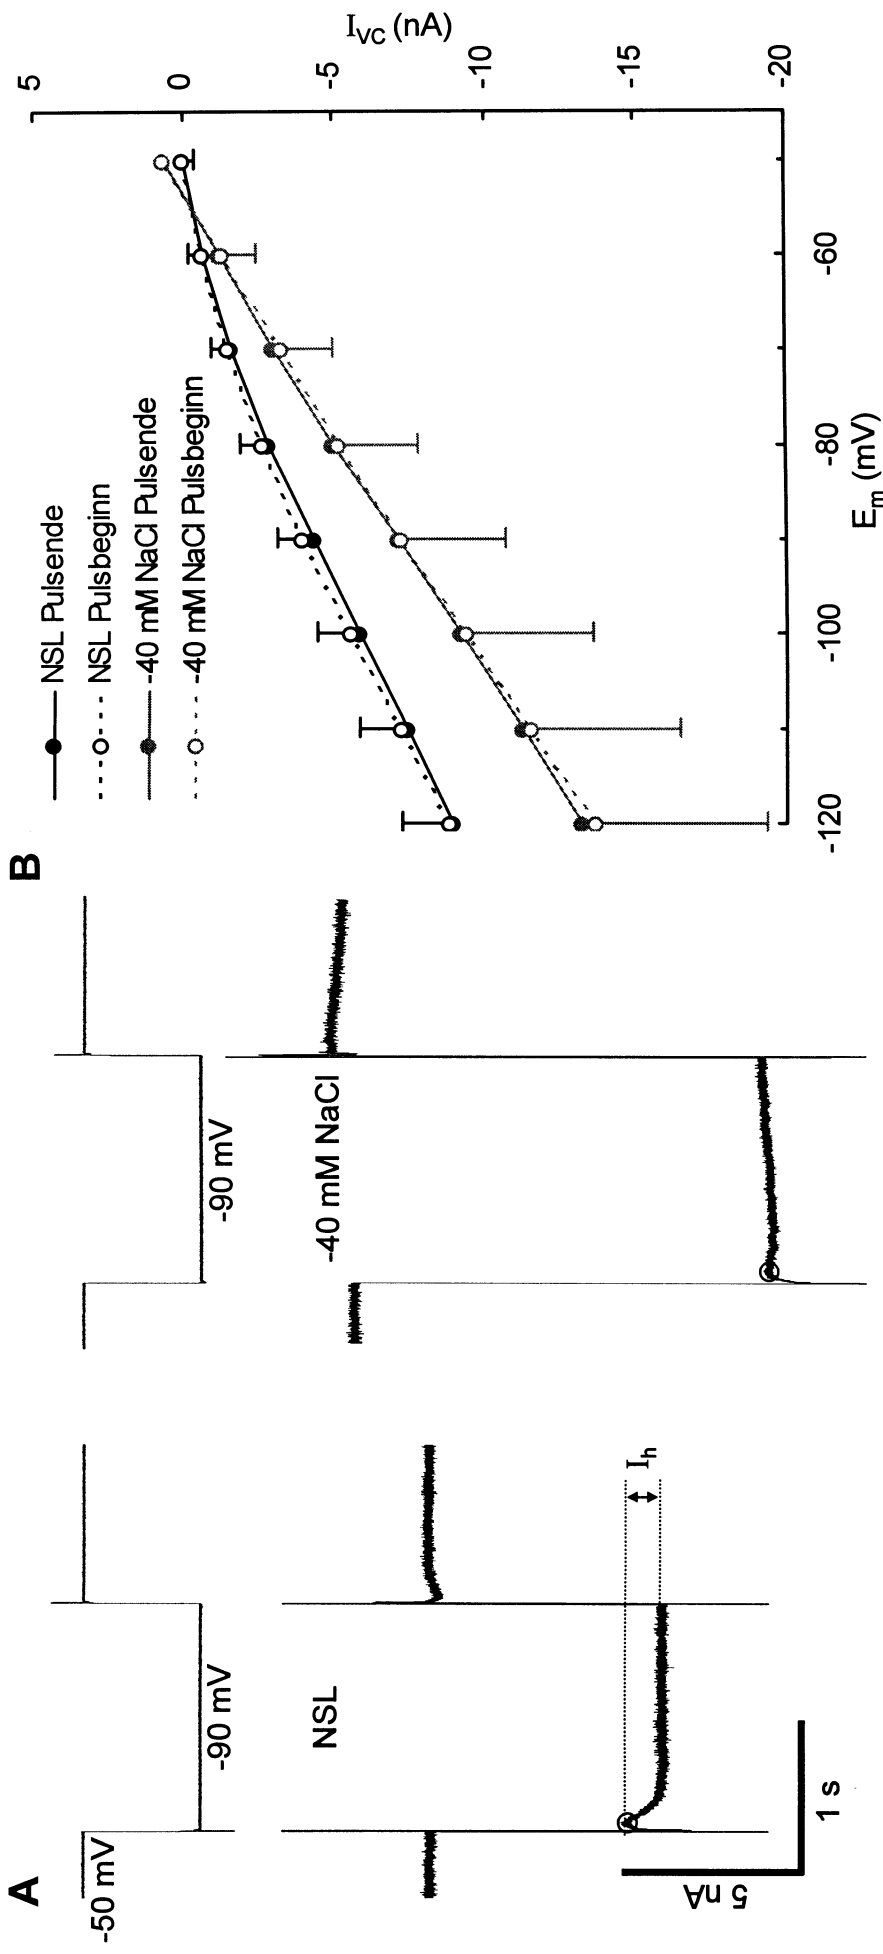 A
-50 mV
-90 mV
NSL
I_h
5 nA
1 s
-90 mV
-40 mM NaCl
B
NSL Pulsende
NSL Pulsbeginn
-40 mM NaCl Pulsende
-40 mM NaCl Pulsbeginn
5
0
-5
-10
-15
-20
I_VC (nA)
-120
-100
-80
-60
E_m (mV)